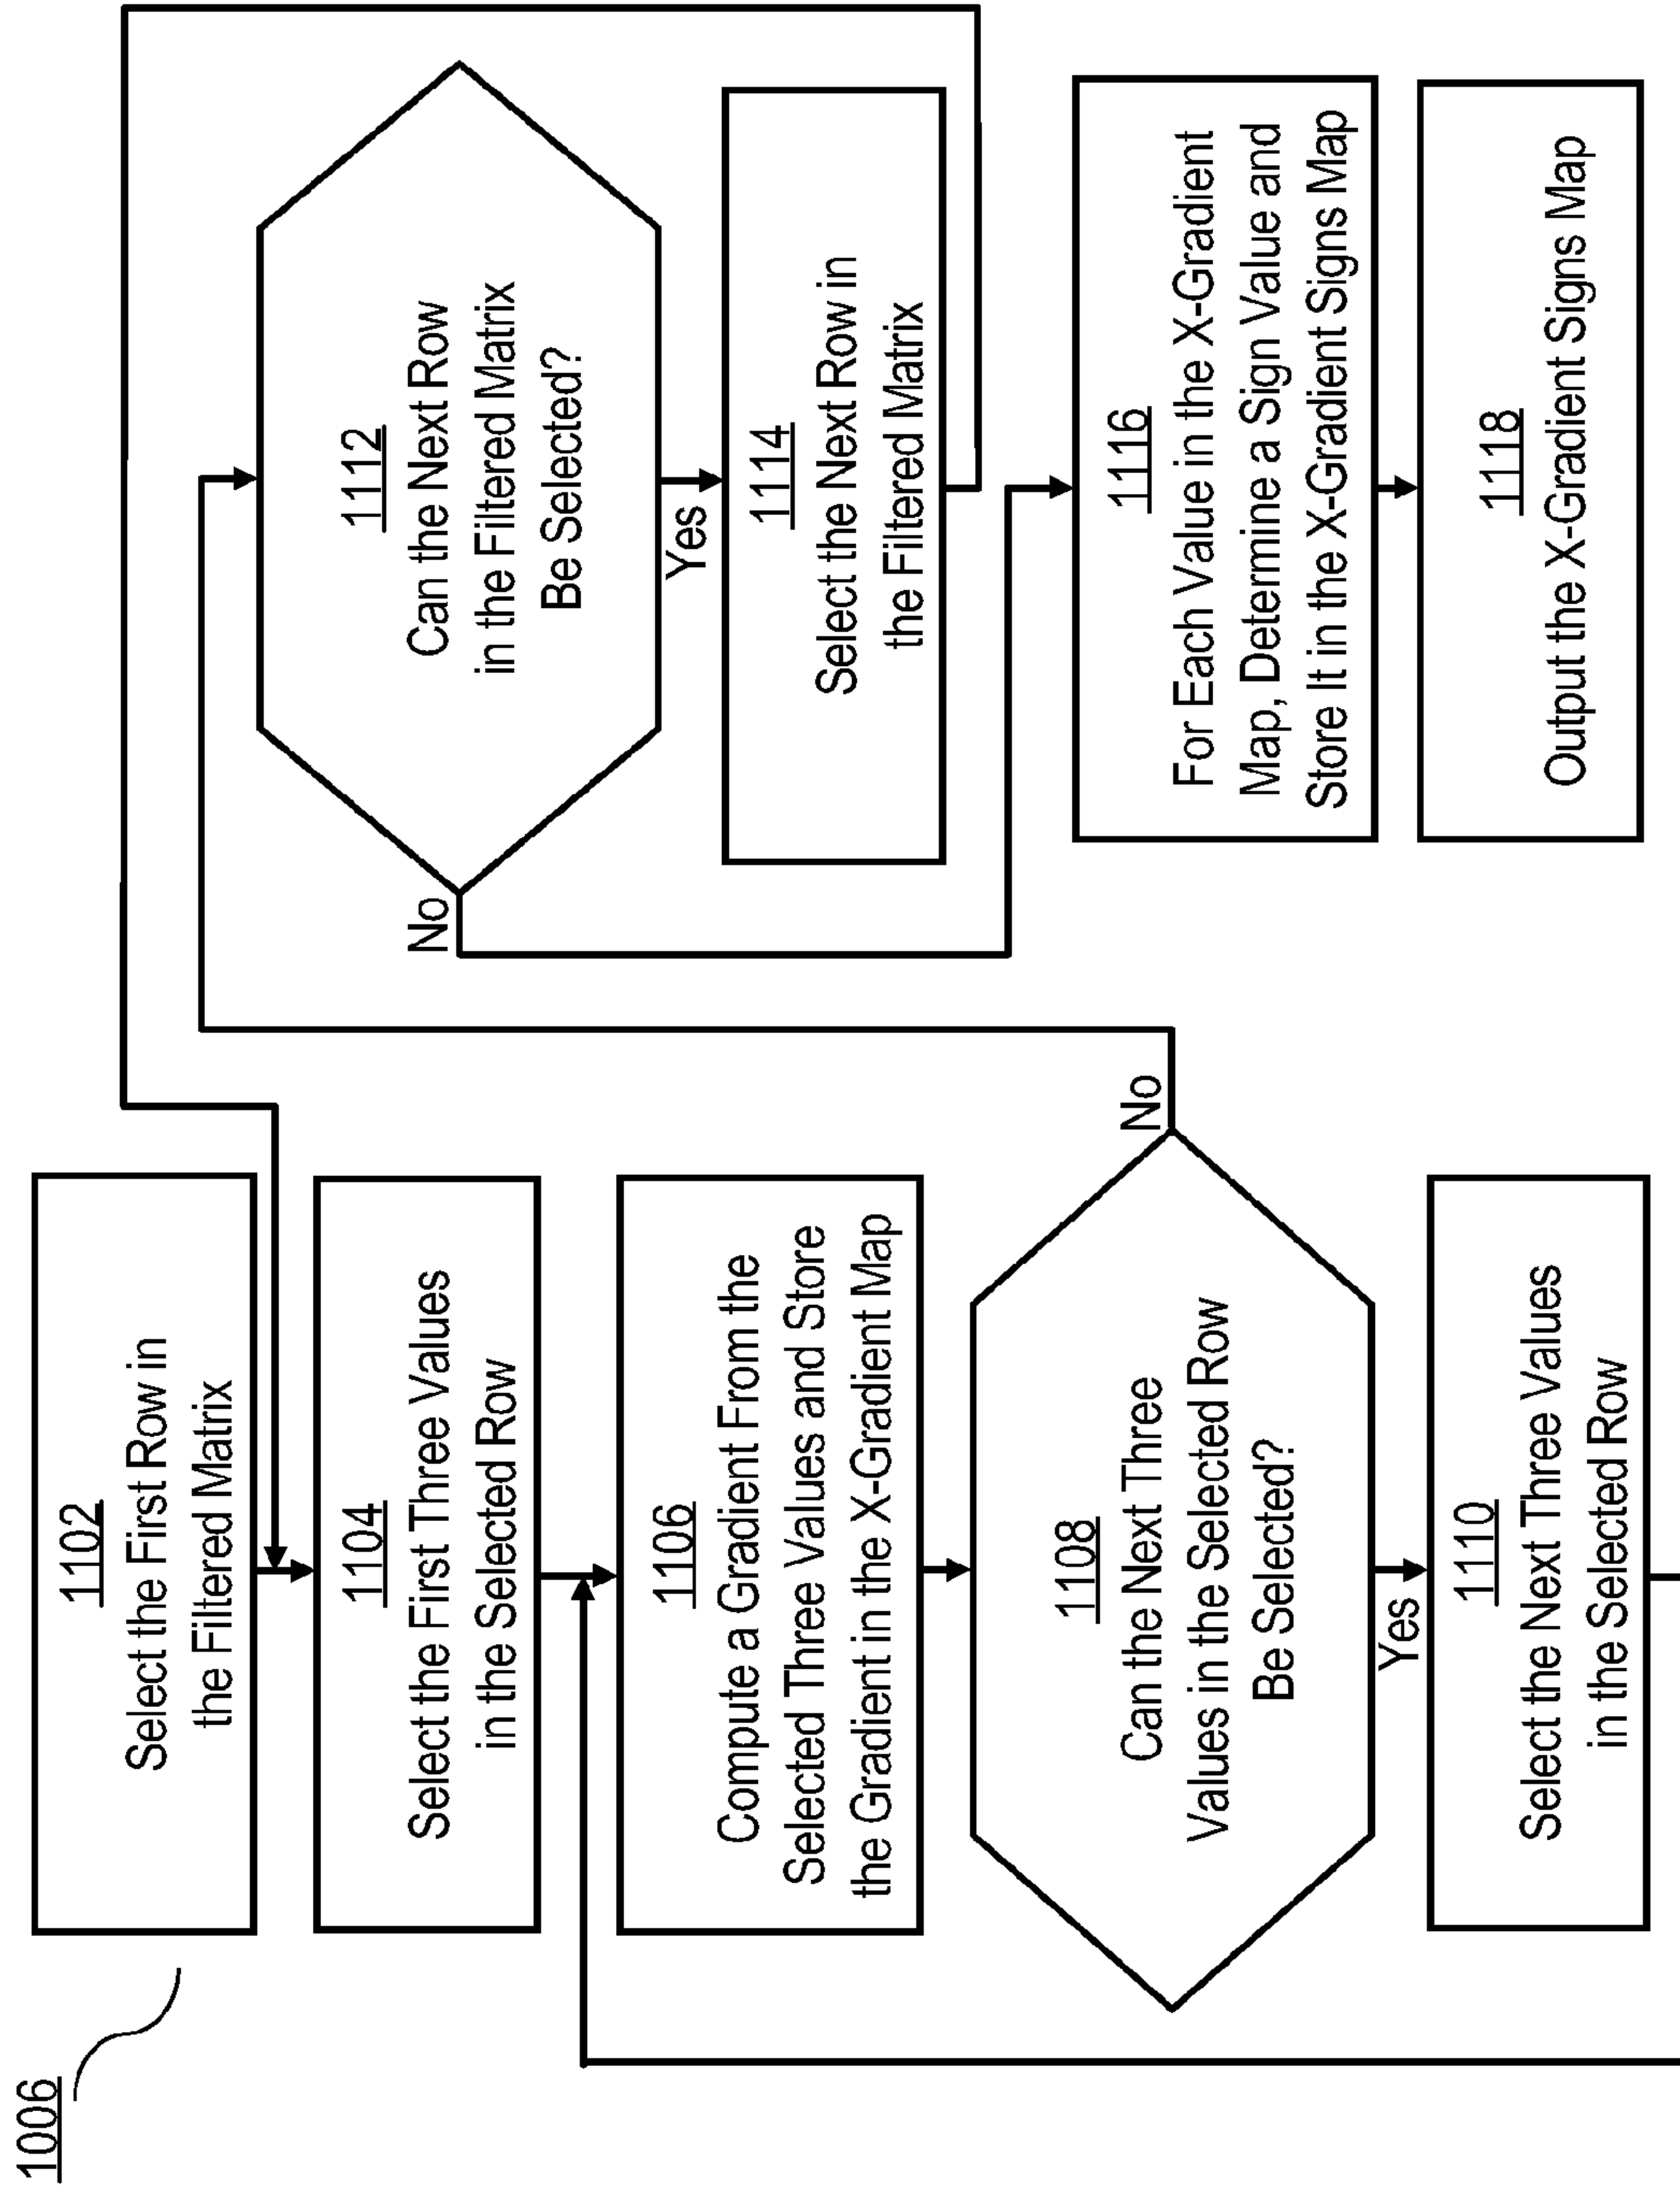 1006
1102
Select the First Row in
the Filtered Matrix
1104
Select the First Three Values
in the Selected Row
1106
Compute a Gradient From the
Selected Three Values and Store
the Gradient in the X-Gradient Map
1108
Can the Next Three
Values in the Selected Row
Be Selected?
No
Yes
1110
Select the Next Three Values
in the Selected Row
1112
Can the Next Row
in the Filtered Matrix
Be Selected?
No
Yes
1114
Select the Next Row in
the Filtered Matrix
1116
For Each Value in the X-Gradient
Map, Determine a Sign Value and
Store It in the X-Gradient Signs Map
1118
Output the X-Gradient Signs Map